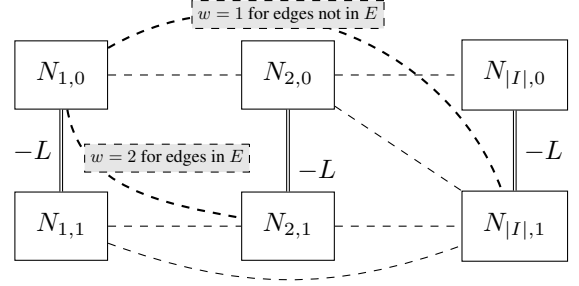 w = 1 for edges not in E
N_{1,0}
N_{2,0}
N_{|I|,0}
−L
w = 2 for edges in E
−L
−L
N_{1,1}
N_{2,1}
N_{|I|,1}